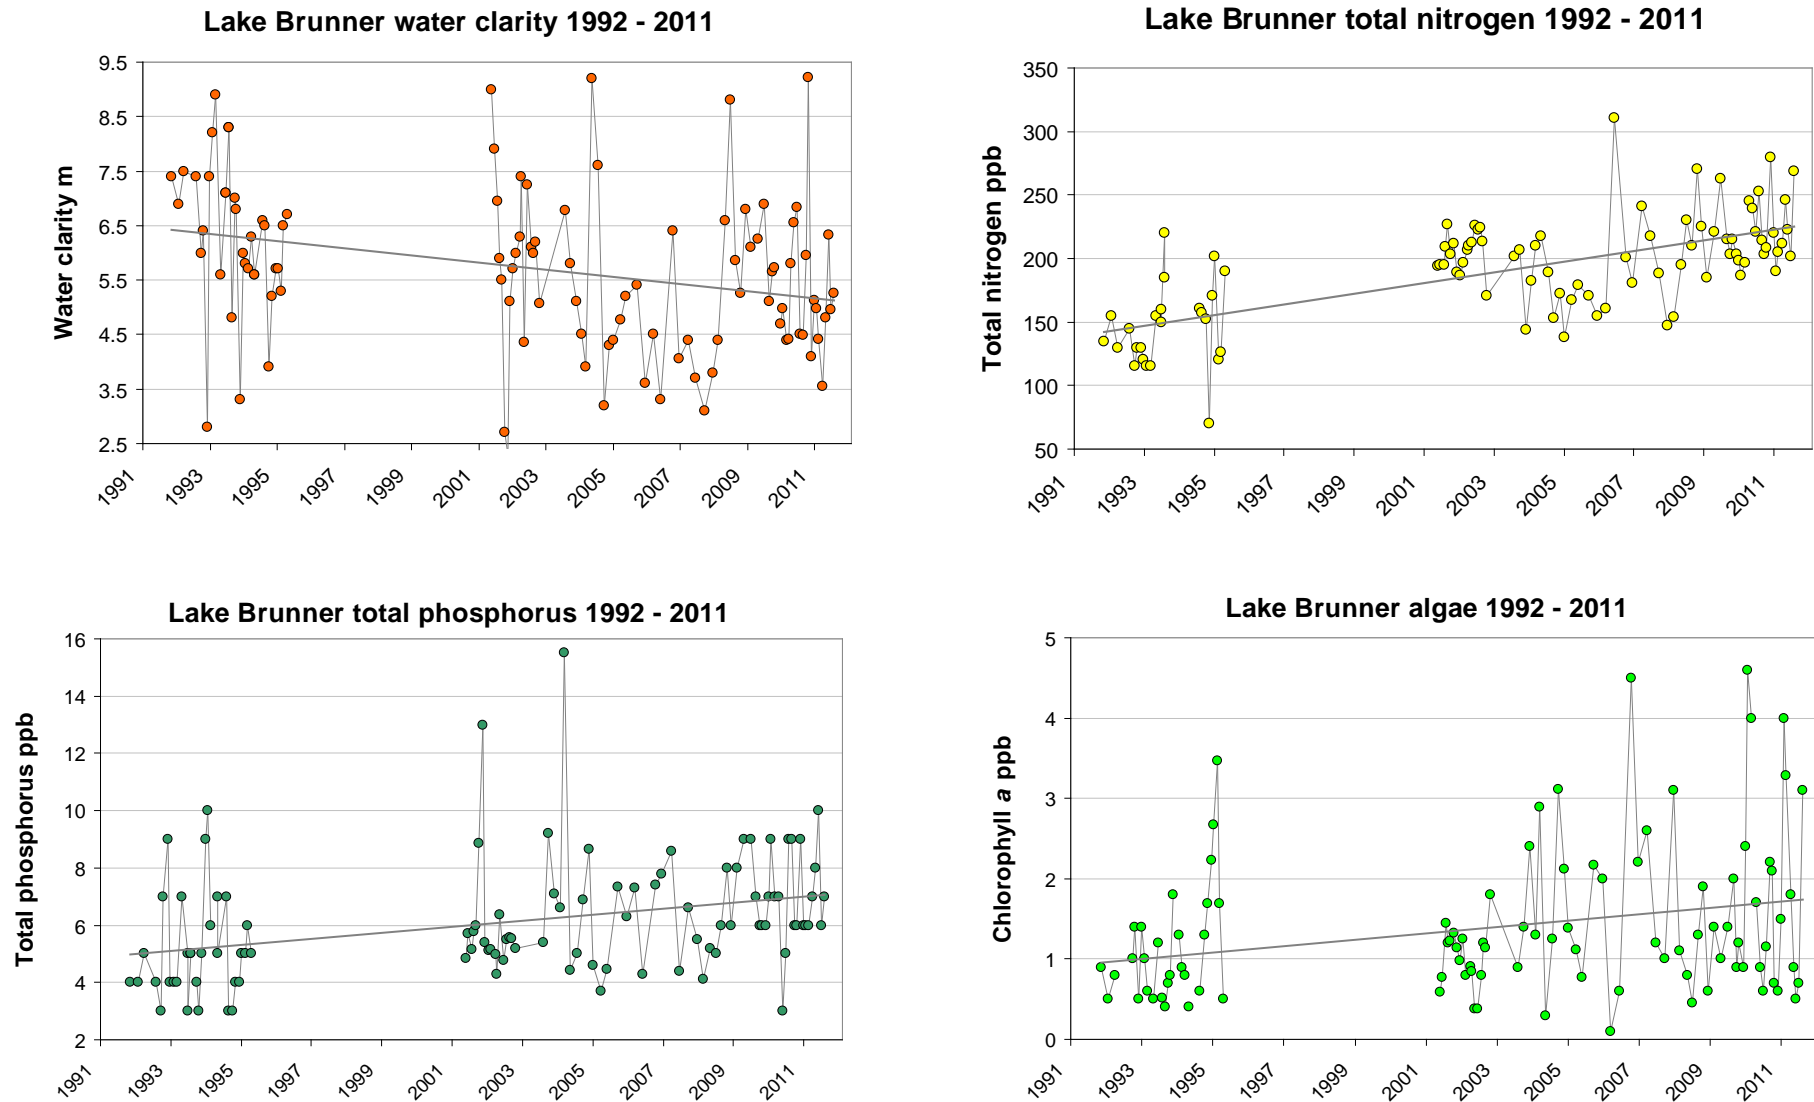 Lake Brunner water clarity 1992 - 2011
Water clarity m
9.5
8.5
7.5
6.5
5.5
4.5
3.5
2.5
1991 1993 1995 1997 1999 2001 2003 2005 2007 2009 2011
Lake Brunner total nitrogen 1992 - 2011
Total nitrogen ppb
350
300
250
200
150
100
50
1991 1993 1995 1997 1999 2001 2003 2005 2007 2009 2011
Lake Brunner total phosphorus 1992 - 2011
Total phosphorus ppb
16
14
12
10
8
6
4
2
1991 1993 1995 1997 1999 2001 2003 2005 2007 2009 2011
Lake Brunner algae 1992 - 2011
Chlorophyll a ppb
5
4
3
2
1
0
1991 1993 1995 1997 1999 2001 2003 2005 2007 2009 2011